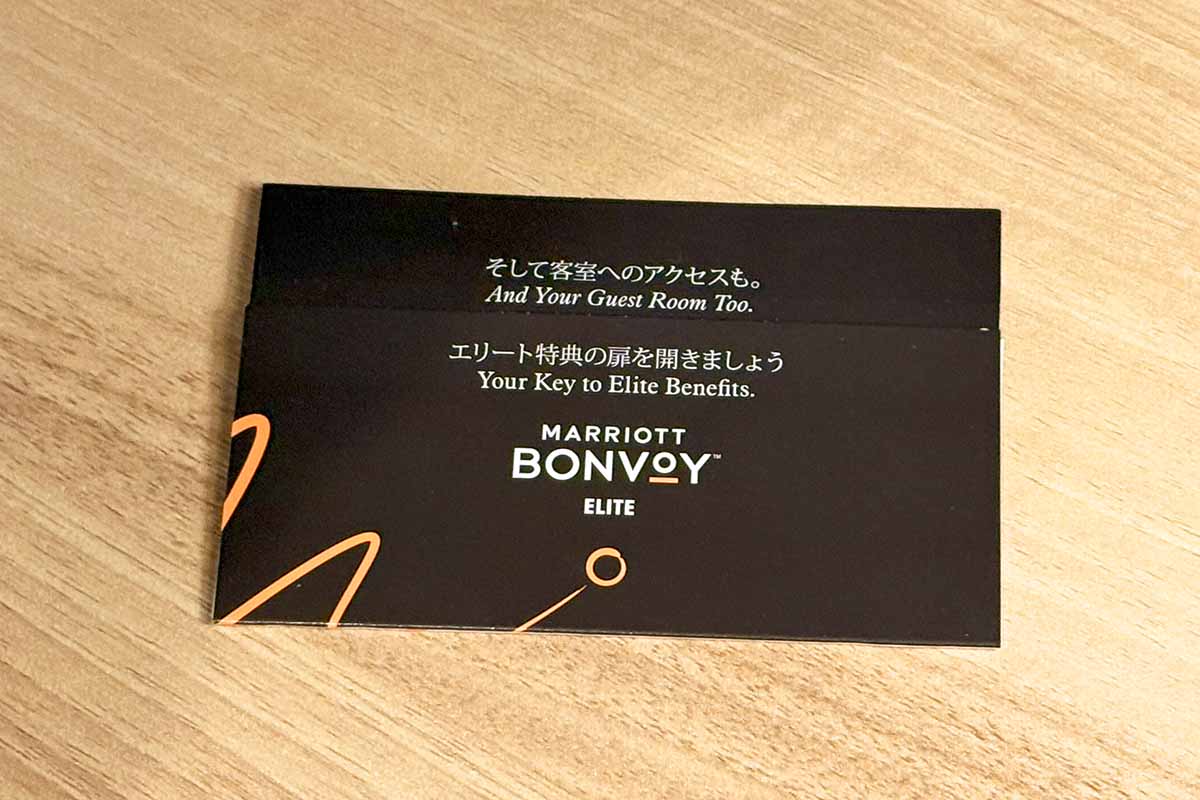 そして客室へのアクセスも。
And Your Guest Room Too.
エリート特典の扉を開きましょう
Your Key to Elite Benefits.
MARRIOTT
BONVOY™
ELITE